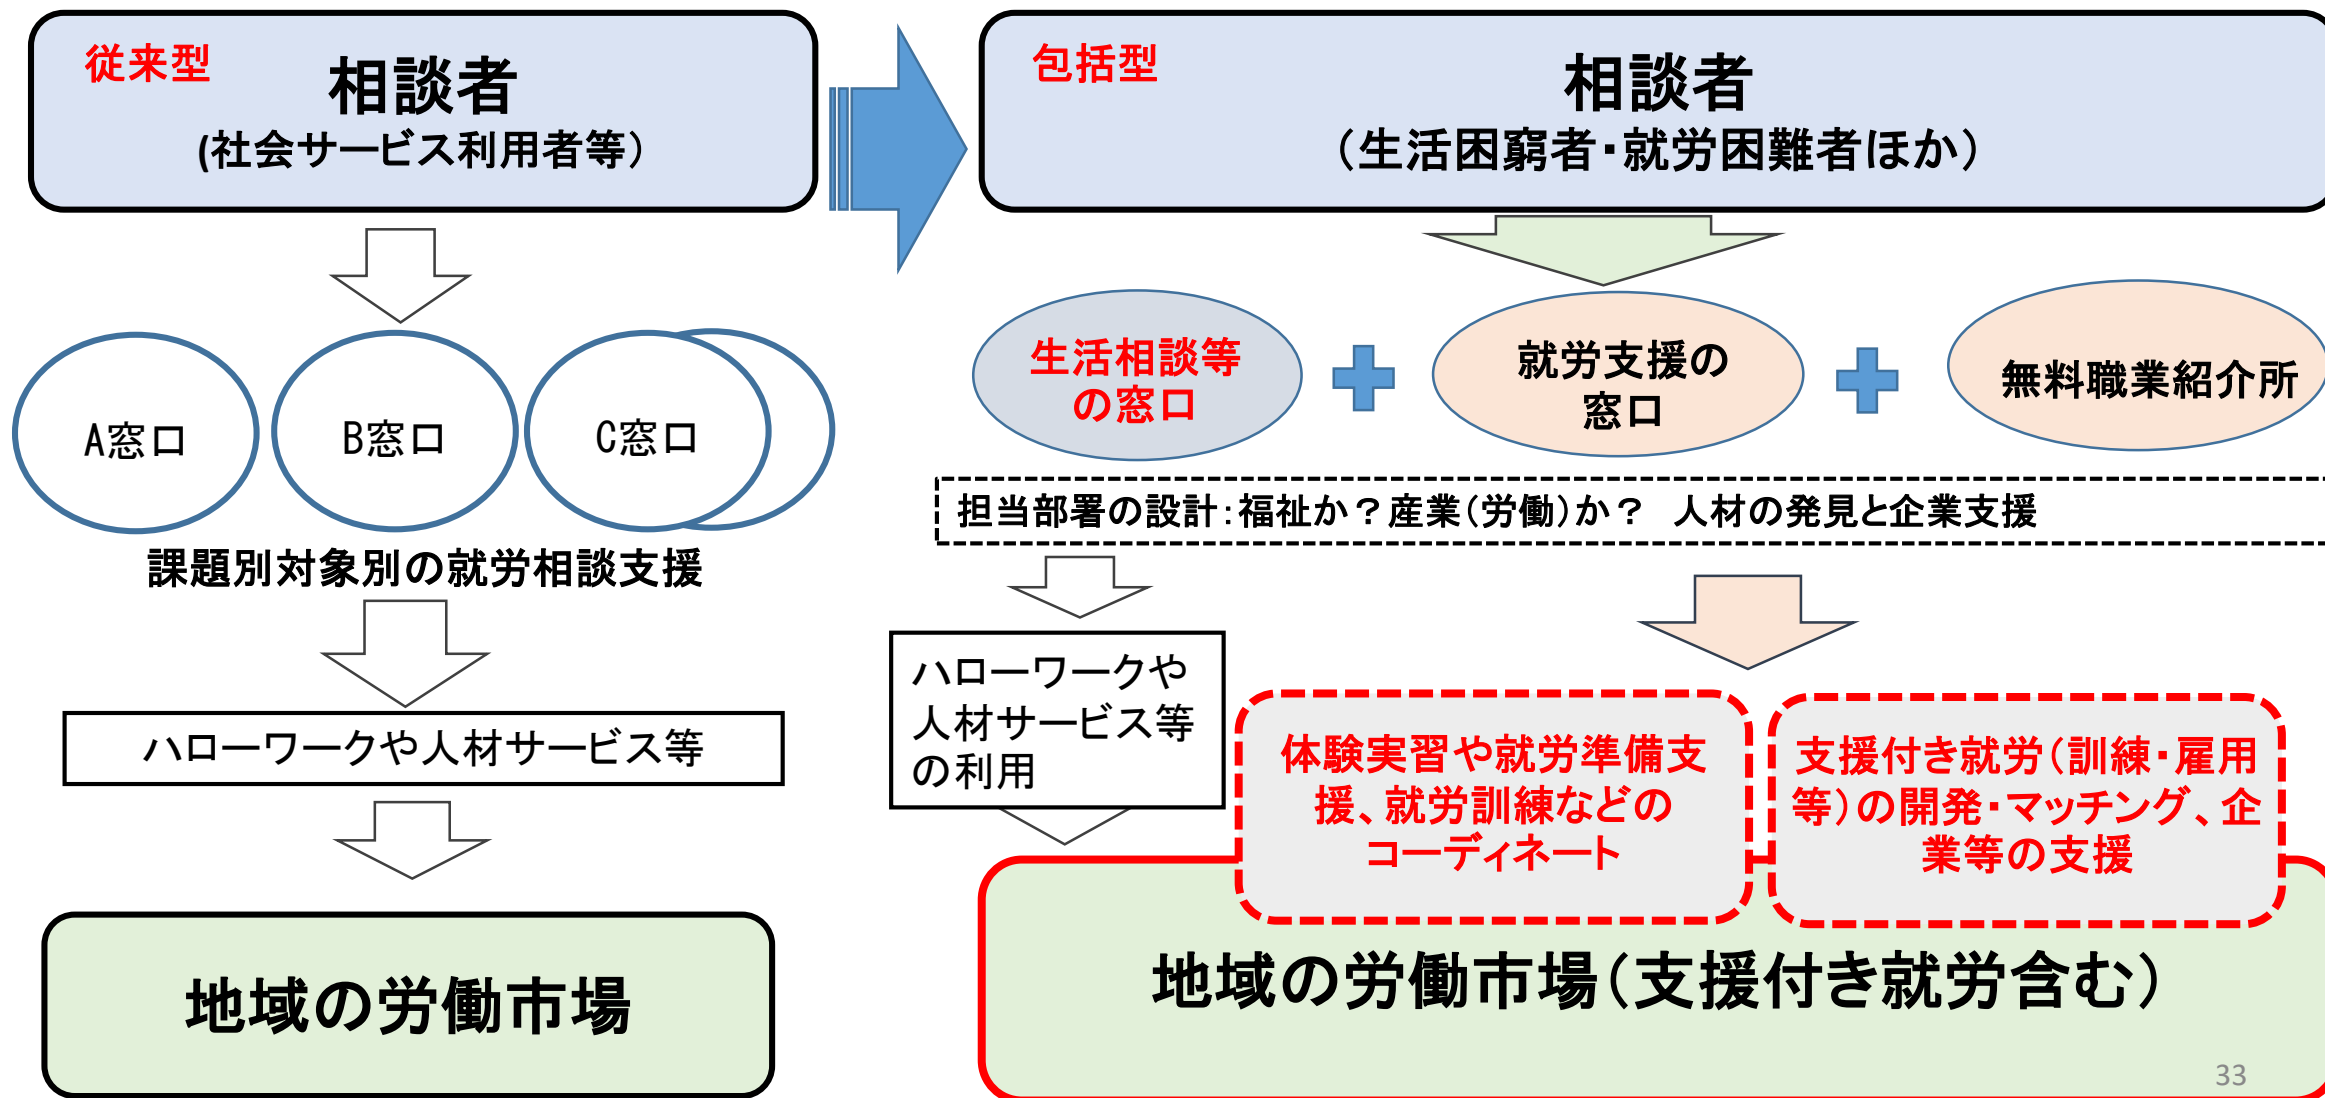 従来型
相談者
(社会サービス利用者等）
A窓口
B窓口
C窓口
課題別対象別の就労相談支援
ハローワークや人材サービス等
地域の労働市場
包括型
相談者
（生活困窮者・就労困難者ほか）
生活相談等
の窓口
就労支援の
窓口
無料職業紹介所
担当部署の設計：福祉か？産業（労働）か？　人材の発見と企業支援
ハローワークや
人材サービス等
の利用
体験実習や就労準備支
援、就労訓練などの
コーディネート
支援付き就労（訓練・雇用
等）の開発・マッチング、企
業等の支援
地域の労働市場（支援付き就労含む）
33